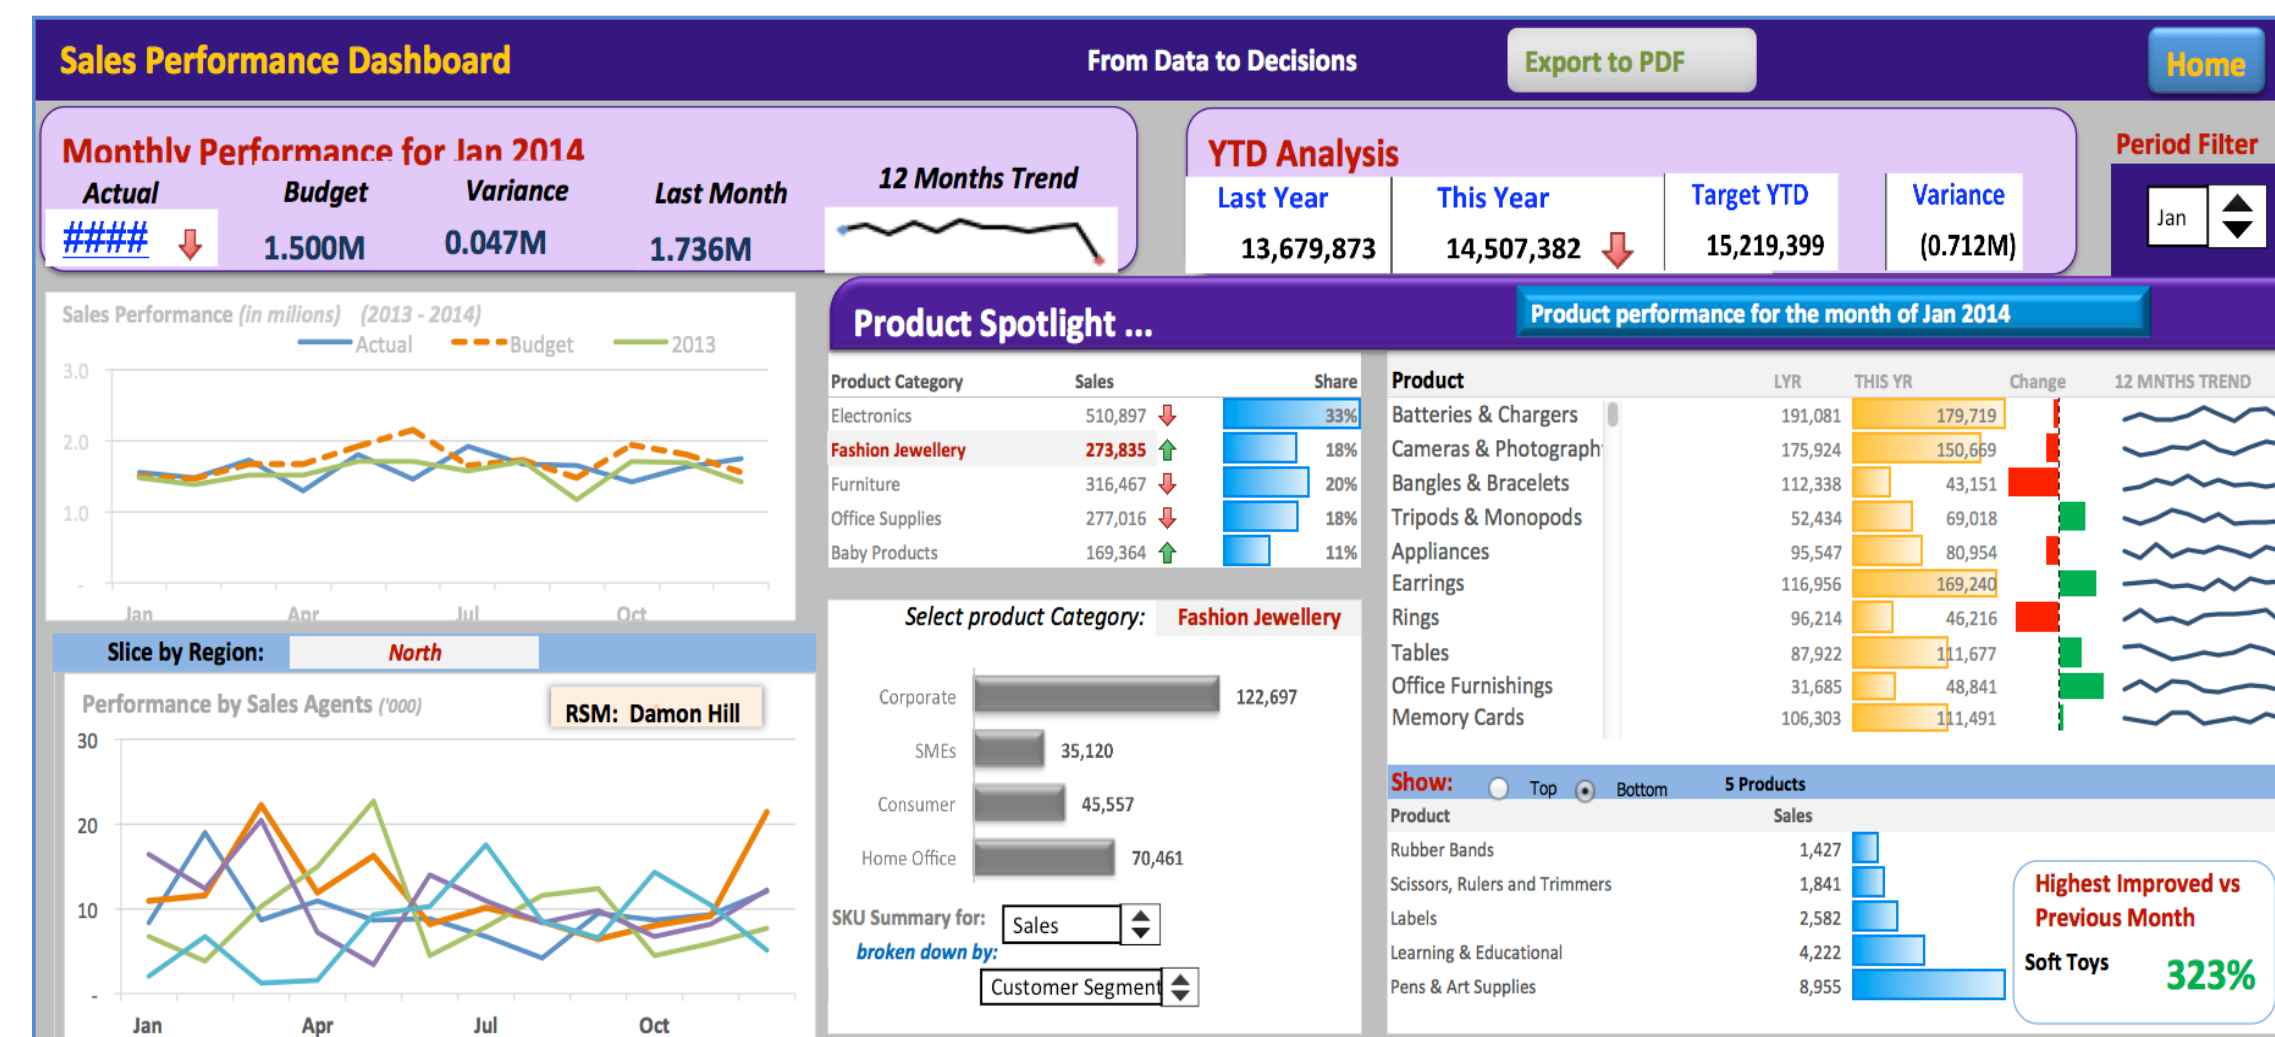 Sales Performance Dashboard
From Data to Decisions
Export to PDF
Home
Monthly Performance for Jan 2014
Actual Budget Variance Last Month 12 Months Trend
#### 1.500M 0.047M 1.736M
YTD Analysis
Last Year This Year Target YTD Variance
13,679,873 14,507,382 15,219,399 (0.712M)
Period Filter
Jan
Sales Performance (in milions) (2013 - 2014)
Actual Budget 2013
3.0
2.0
1.0
-
Jan Apr Jul Oct
Slice by Region: North
Performance by Sales Agents ('000)
RSM: Damon Hill
30
20
10
-
Jan Apr Jul Oct
Product Spotlight ...
Product performance for the month of Jan 2014
Product Category Sales Share
Electronics 510,897 33%
Fashion Jewellery 273,835 18%
Furniture 316,467 20%
Office Supplies 277,016 18%
Baby Products 169,364 11%
Select product Category: Fashion Jewellery
Corporate 122,697
SMEs 35,120
Consumer 45,557
Home Office 70,461
SKU Summary for: Sales
broken down by:
Customer Segment
Product LYR THIS YR Change 12 MNTHS TREND
Batteries & Chargers 191,081 179,719
Cameras & Photograph 175,924 150,669
Bangles & Bracelets 112,338 43,151
Tripods & Monopods 52,434 69,018
Appliances 95,547 80,954
Earrings 116,956 169,240
Rings 96,214 46,216
Tables 87,922 111,677
Office Furnishings 31,685 48,841
Memory Cards 106,303 111,491
Show: Top Bottom 5 Products
Product Sales
Rubber Bands 1,427
Scissors, Rulers and Trimmers 1,841
Labels 2,582
Learning & Educational 4,222
Pens & Art Supplies 8,955
Highest Improved vs
Previous Month
Soft Toys 323%